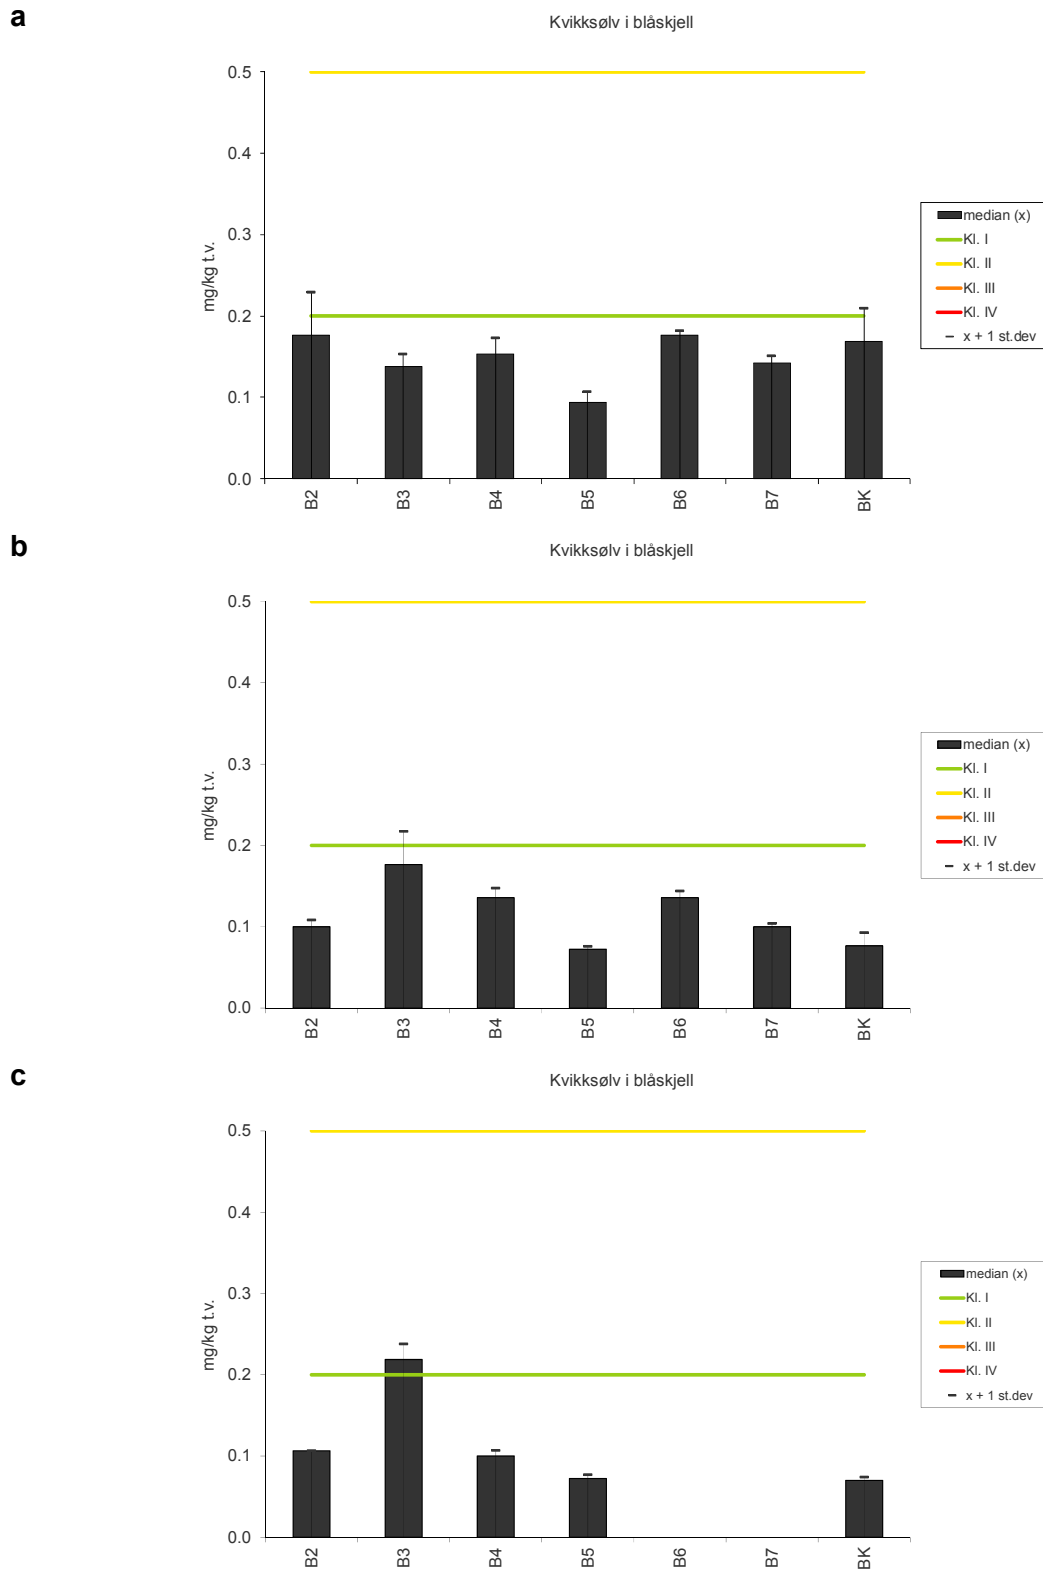 a
Kvikksølv i blåskjell
0.5
0.4
0.3
0.2
0.1
0.0
mg/kg t.v.
B2 B3 B4 B5 B6 B7 BK
median (x)
Kl. I
Kl. II
Kl. III
Kl. IV
x + 1 st.dev
b
Kvikksølv i blåskjell
0.5
0.4
0.3
0.2
0.1
0.0
mg/kg t.v.
B2 B3 B4 B5 B6 B7 BK
median (x)
Kl. I
Kl. II
Kl. III
Kl. IV
x + 1 st.dev
c
Kvikksølv i blåskjell
0.5
0.4
0.3
0.2
0.1
0.0
mg/kg t.v.
B2 B3 B4 B5 B6 B7 BK
median (x)
Kl. I
Kl. II
Kl. III
Kl. IV
x + 1 st.dev